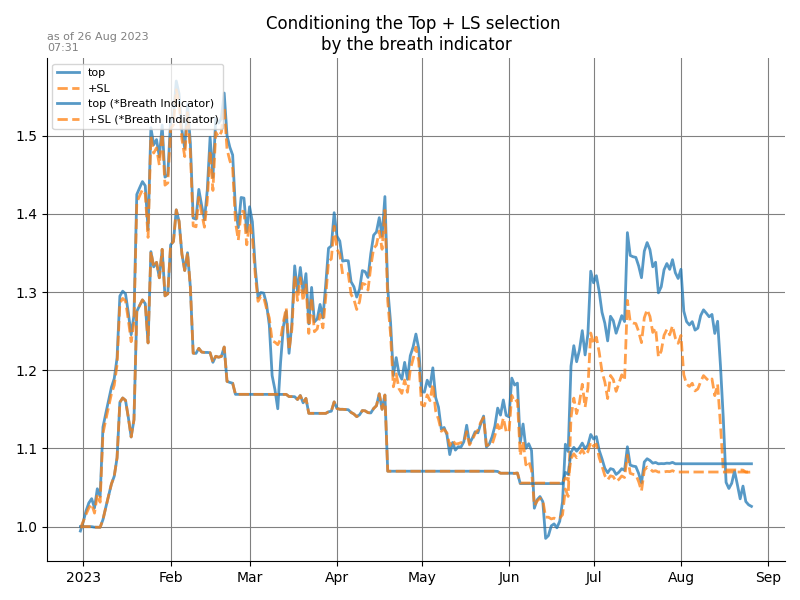 Conditioning the Top + LS selection
by the breath indicator
as of 26 Aug 2023
07:31
top
+SL
top (*Breath Indicator)
+SL (*Breath Indicator)
1.5
1.4
1.3
1.2
1.1
1.0
2023 Feb Mar Apr May Jun Jul Aug Sep